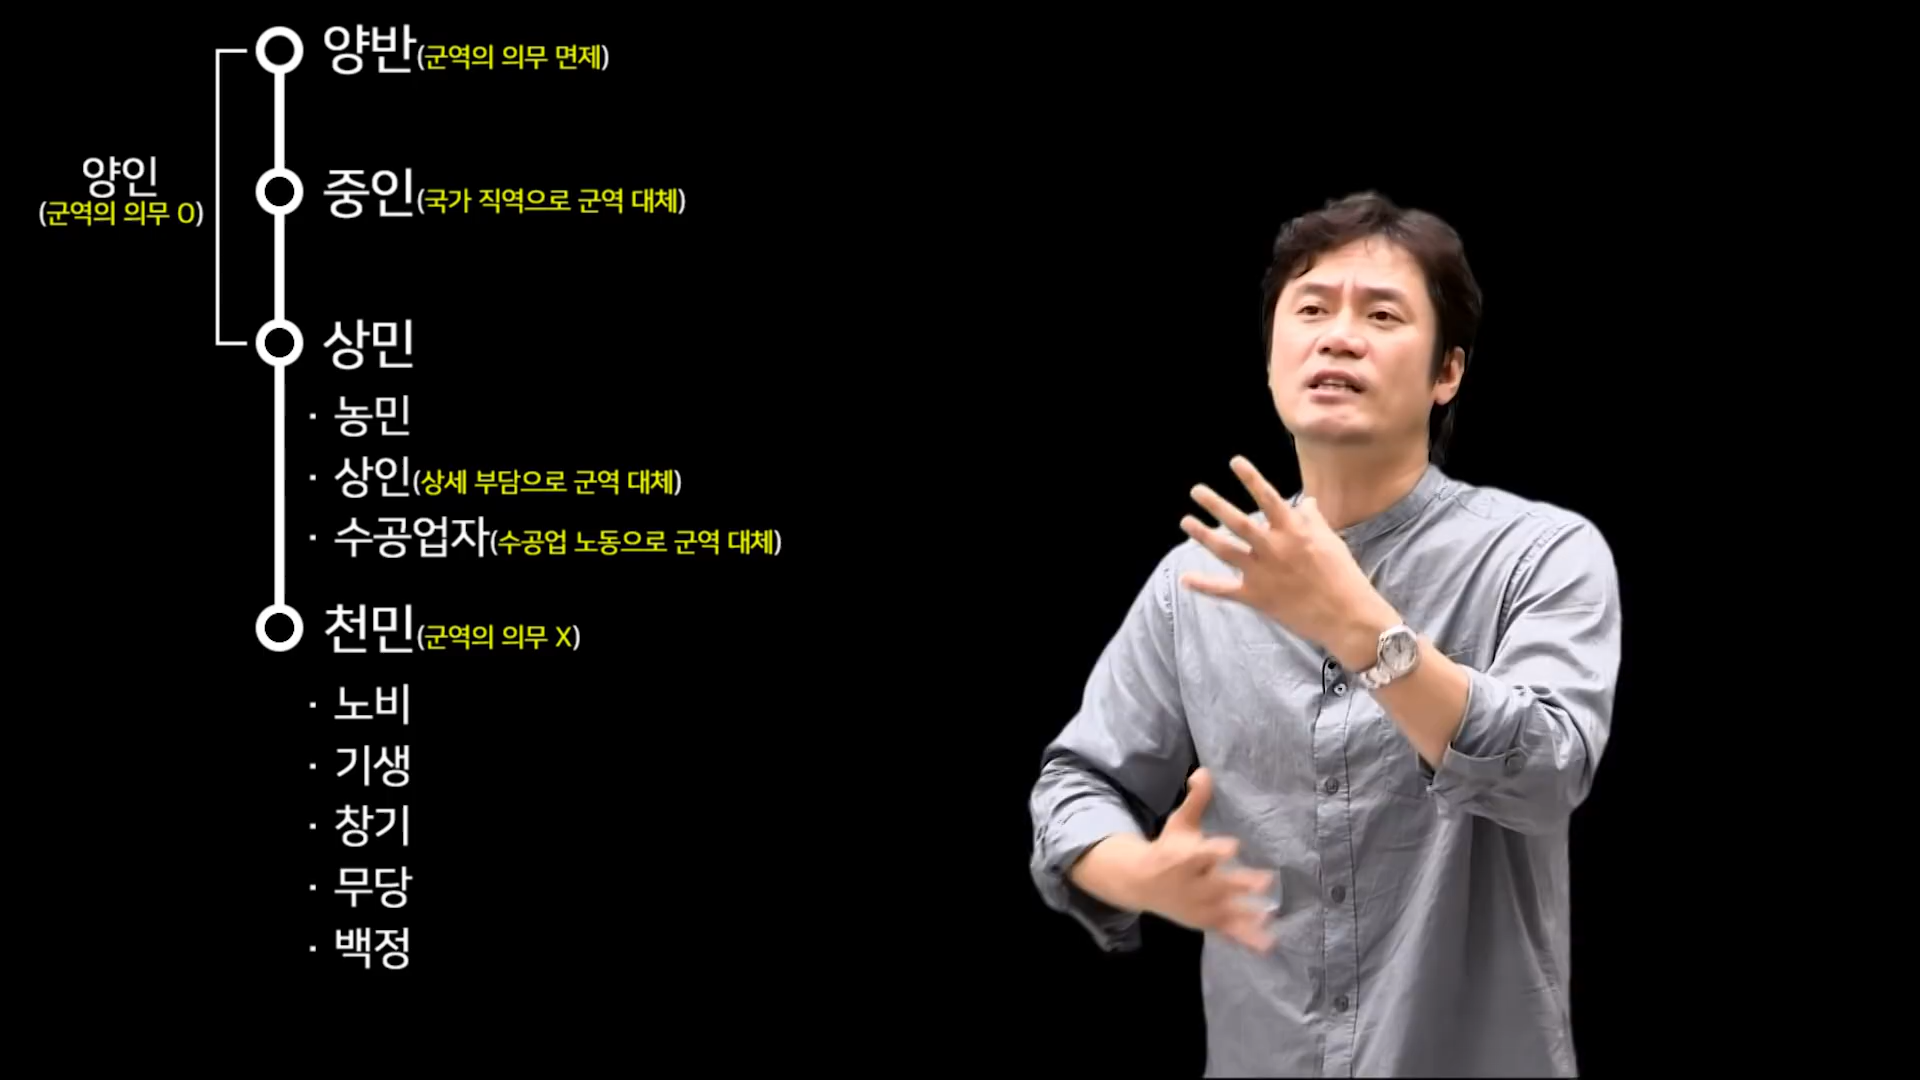 양반(군역의 의무 면제)
양인
(군역의 의무 O)
중인(국가 직역으로 군역 대체)
상민
· 농민
· 상인(상세 부담으로 군역 대체)
· 수공업자(수공업 노동으로 군역 대체)
천민(군역의 의무 X)
· 노비
· 기생
· 창기
· 무당
· 백정